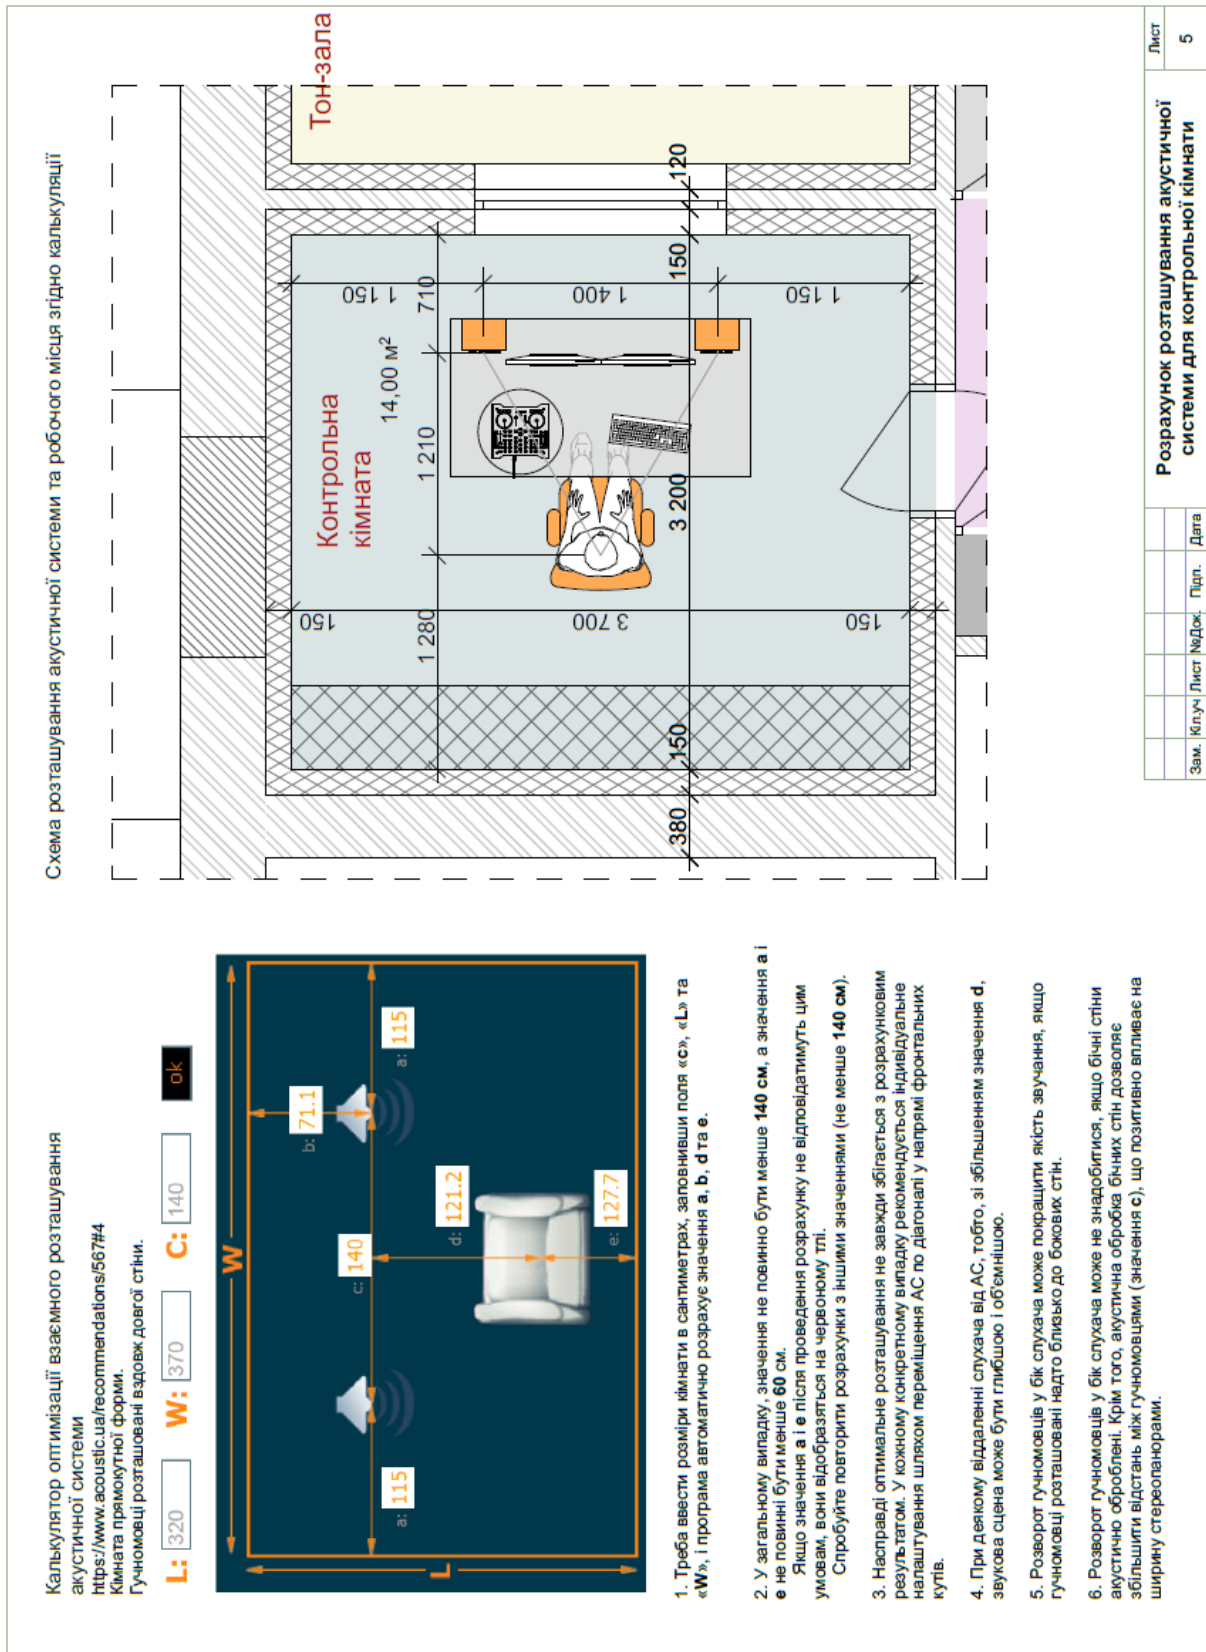 Калькулятор оптимізації взаємного розташування
акустичної системи
https:/www.acoustic.ua/recommendations/567#4
Кімната прямокутної форми.
Гучномовці розташовані вздовж довгої стіни.
L: 320 W: 370 C: 140 ok
W
L
b: 71.1
c: 140
a: 115
a: 115
d: 121.2
e: 127.7
1. Треба ввести розміри кімнати в сантиметрах, заповнивши поля «c», «L» та
«W», і програма автоматично розрахує значення a, b, d та e.
2. У загальному випадку, значення не повинно бути менше 140 см, а значення a і
e не повинні бути менше 60 см.
Якщо значення a і e після проведення розрахунку не відповідатимуть цим
умовам, вони відобразяться на червоному тлі.
Спробуйте повторити розрахунки з іншими значеннями (не менше 140 см).
3. Насправді оптимальне розташування не завжди збігається з розрахунковим
результатом. У кожному конкретному випадку рекомендується індивідуальне
налаштування шляхом переміщення АС по діагоналі у напрямі фронтальних
кутів.
4. При деякому віддаленні слухача від АС, тобто, зі збільшенням значення d,
звукова сцена може бути глибшою і об'ємнішою.
5. Розворот гучномовців у бік слухача може покращити якість звучання, якщо
гучномовці розташовані надто близько до бокових стін.
6. Розворот гучномовців у бік слухача може не знадобитися, якщо бічні стіни
акустично оброблені. Крім того, акустична обробка бічних стін дозволяє
збільшити відстань між гучномовцями (значення c), що позитивно впливає на
ширину стереопанорами.
Схема розташування акустичної системи та робочого місця згідно калькуляції
Тон-зала
Контрольна
кімната
14,00 м²
1 280
1 210
710
150
3 700
150
1 150
1 400
1 150
380
150
3 200
150
120
Зам.
Кіл.уч
Лист
№Док.
Підп.
Дата
Розрахунок розташування акустичної
системи для контрольної кімнати
Лист
5